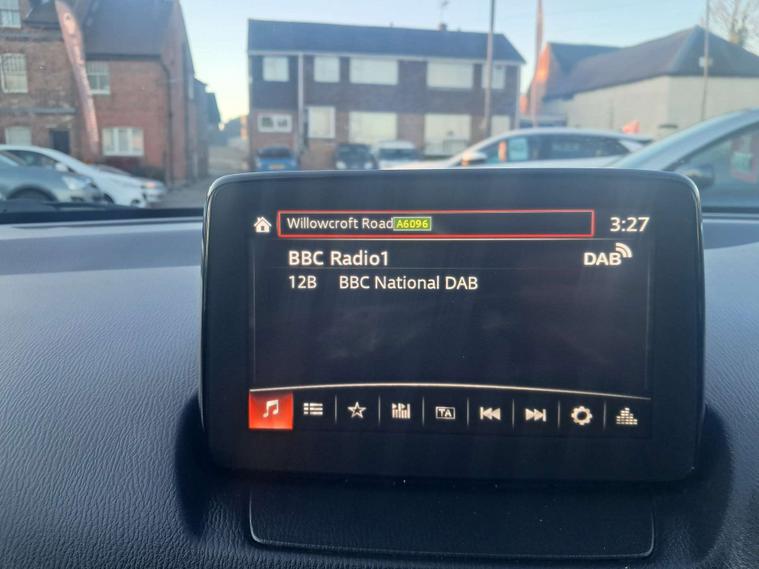 Willowcroft Road A6096 3:27
BBC Radio1 DAB
12B BBC National DAB
TA